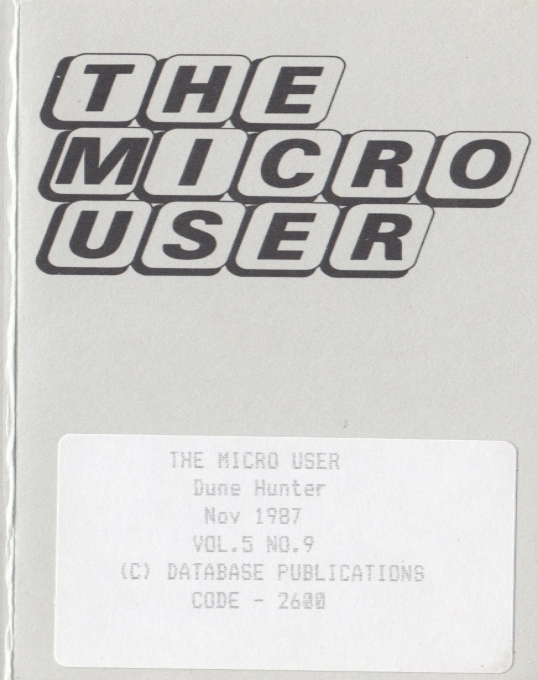 THE
MICRO
USER
THE MICRO USER
Dune Hunter
Nov 1987
VOL.5 NO.9
(C) DATABASE PUBLICATIONS
CODE - 2600